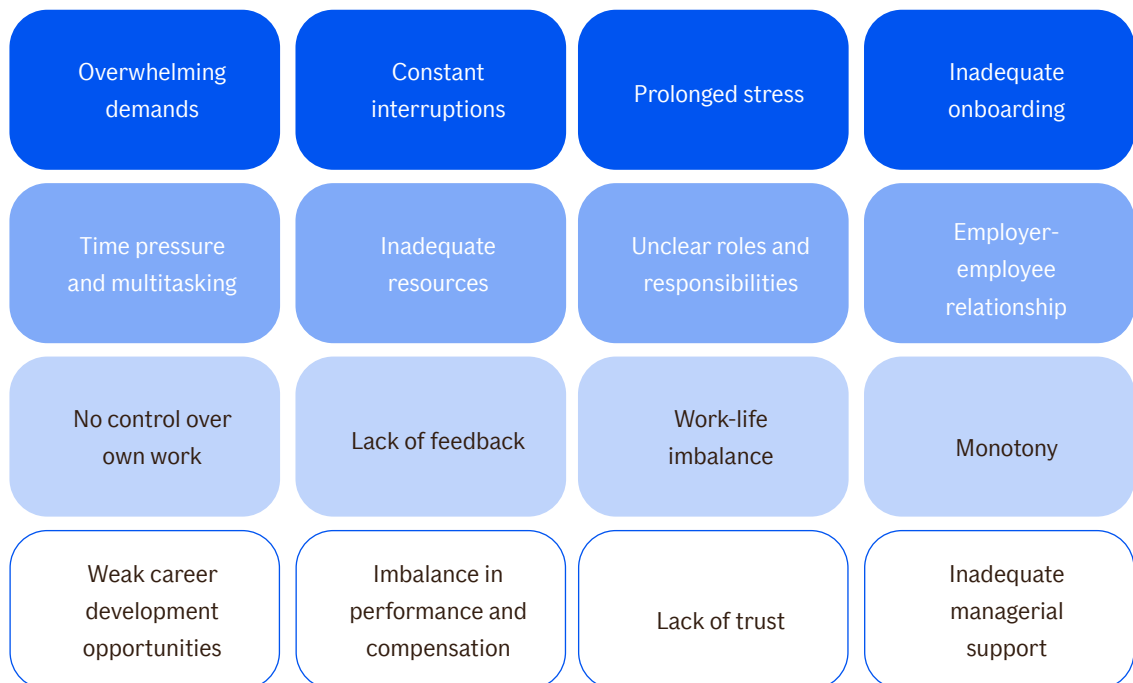 Overwhelming
demands
Constant
interruptions
Prolonged stress
Inadequate
onboarding
Time pressure
and multitasking
Inadequate
resources
Unclear roles and
responsibilities
Employer-
employee
relationship
No control over
own work
Lack of feedback
Work-life
imbalance
Monotony
Weak career
development
opportunities
Imbalance in
performance and
compensation
Lack of trust
Inadequate
managerial
support